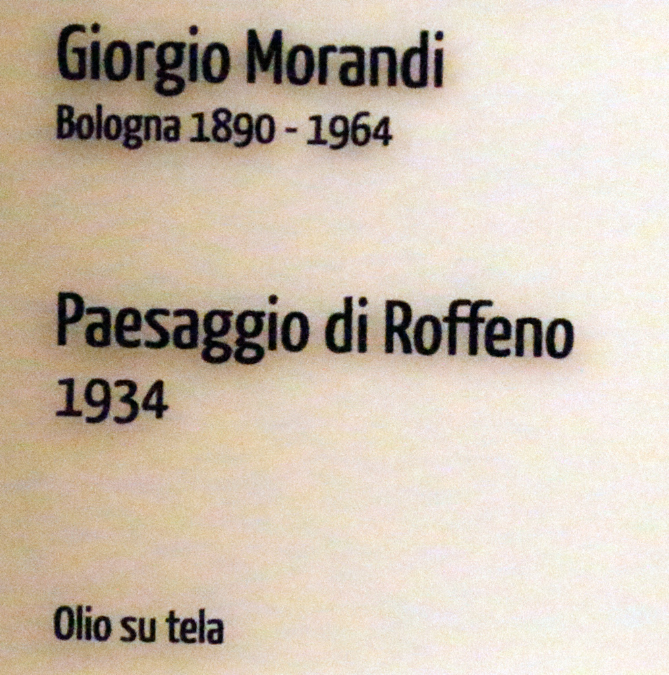 Giorgio Morandi
Bologna 1890 - 1964
Paesaggio di Roffeno
1934
Olio su tela